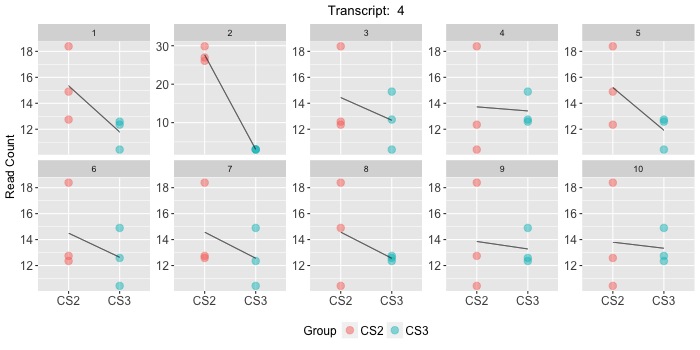 Transcript: 4
1 2 3 4 5
18 16 14 12 30 20 10 18 16 14 12 18 16 14 12 18 16 14 12
Read Count
6 7 8 9 10
18 16 14 12 18 16 14 12 18 16 14 12 18 16 14 12 18 16 14 12
CS2 CS3 CS2 CS3 CS2 CS3 CS2 CS3 CS2 CS3
Group CS2 CS3